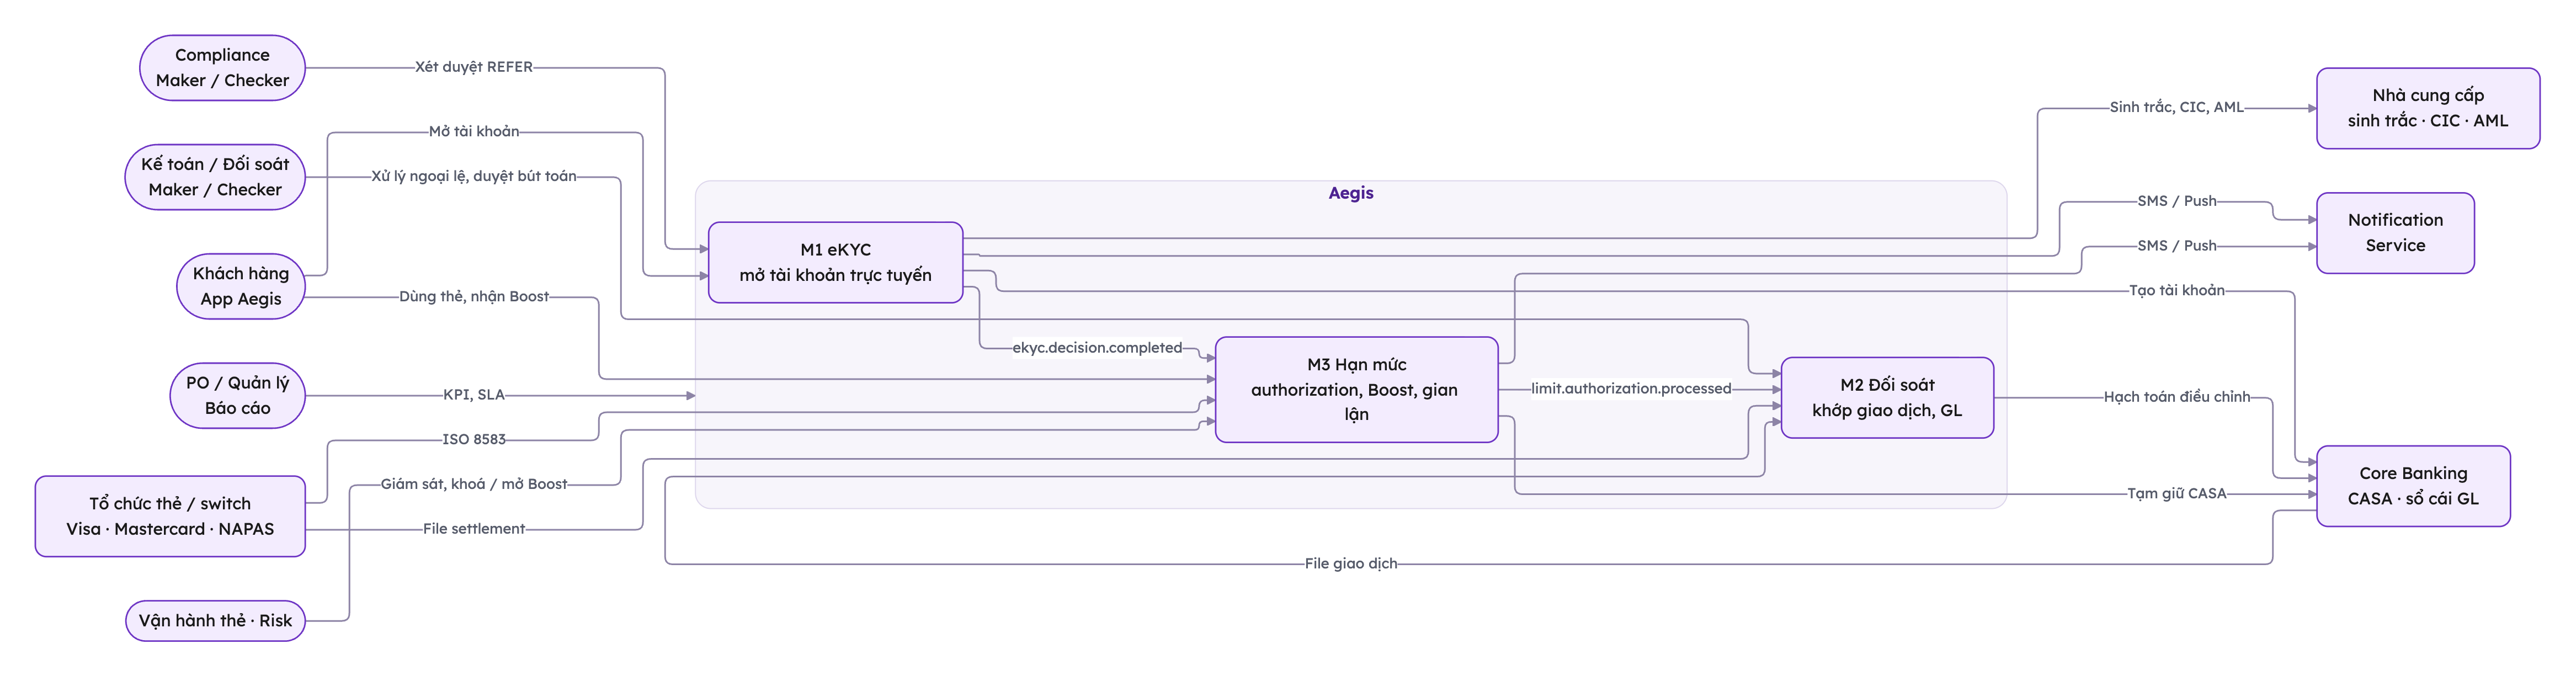 Compliance
Maker / Checker
Xét duyệt REFER
Mở tài khoản
Kế toán / Đối soát
Maker / Checker
Xử lý ngoại lệ, duyệt bút toán
Khách hàng
App Aegis
Dùng thẻ, nhận Boost
PO / Quản lý
Báo cáo
KPI, SLA
ISO 8583
Tổ chức thẻ / switch
Visa · Mastercard · NAPAS
Giám sát, khoá / mở Boost
File settlement
Vận hành thẻ · Risk
Aegis
M1 eKYC
mở tài khoản trực tuyến
ekyc.decision.completed
M3 Hạn mức
authorization, Boost, gian
lận
limit.authorization.processed
M2 Đối soát
khớp giao dịch, GL
File giao dịch
Sinh trắc, CIC, AML
Nhà cung cấp
sinh trắc · CIC · AML
SMS / Push
SMS / Push
Notification
Service
Tạo tài khoản
Hạch toán điều chỉnh
Tạm giữ CASA
Core Banking
CASA · sổ cái GL